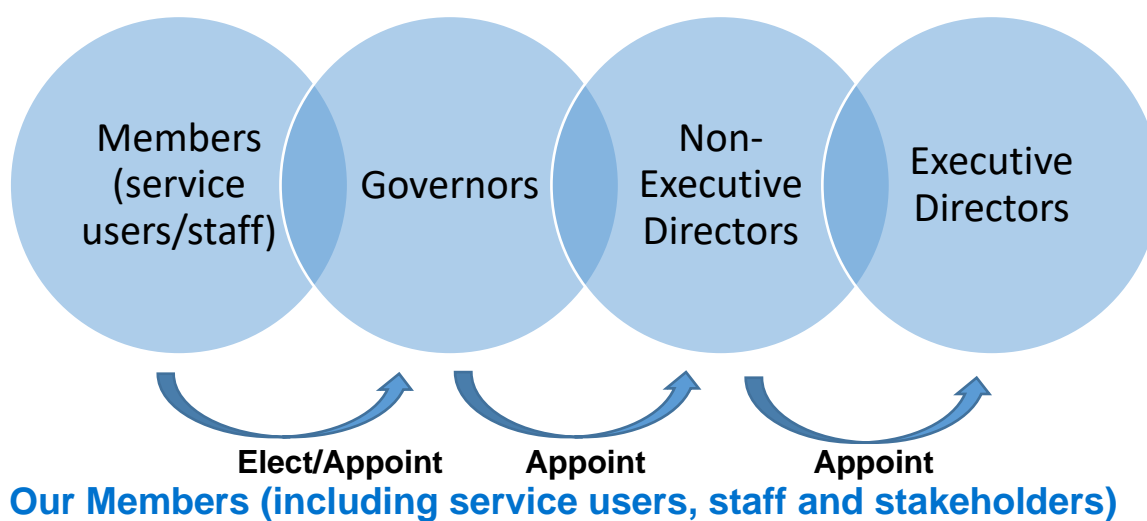 Members
(service
users/staff)
Governors
Non-
Executive
Directors
Executive
Directors
Elect/Appoint
Appoint
Appoint
Our Members (including service users, staff and stakeholders)